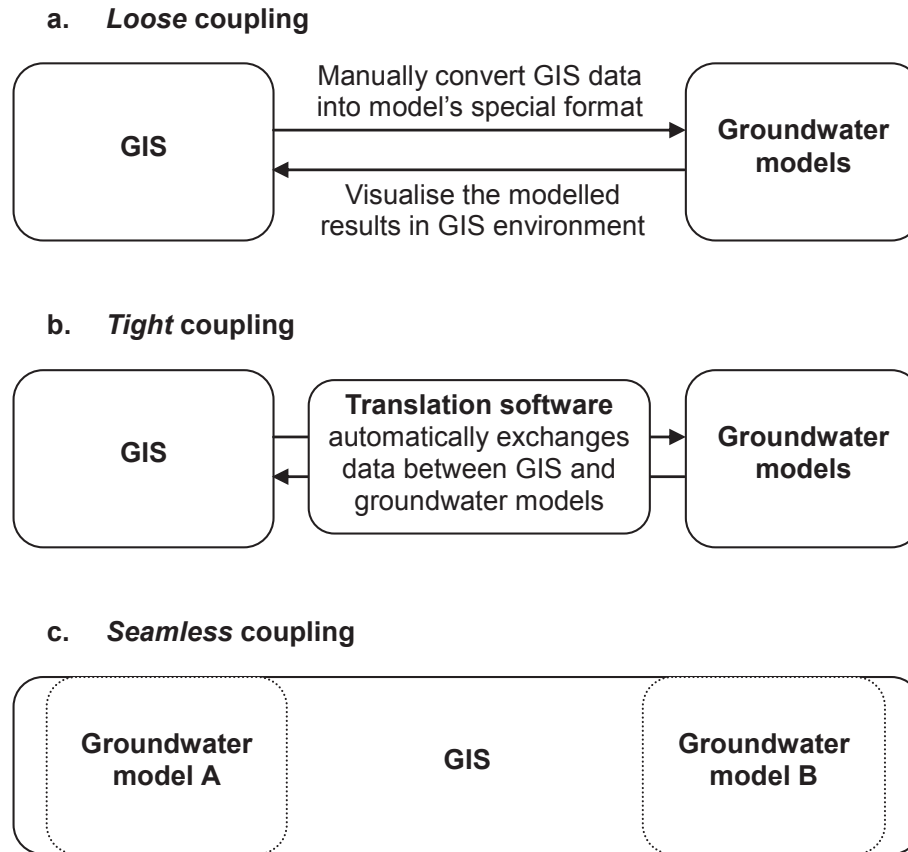 a. Loose coupling
GIS
Manually convert GIS data
into model's special format
Visualise the modelled
results in GIS environment
Groundwater
models
b. Tight coupling
GIS
Translation software
automatically exchanges
data between GIS and
groundwater models
Groundwater
models
c. Seamless coupling
Groundwater
model A
GIS
Groundwater
model B